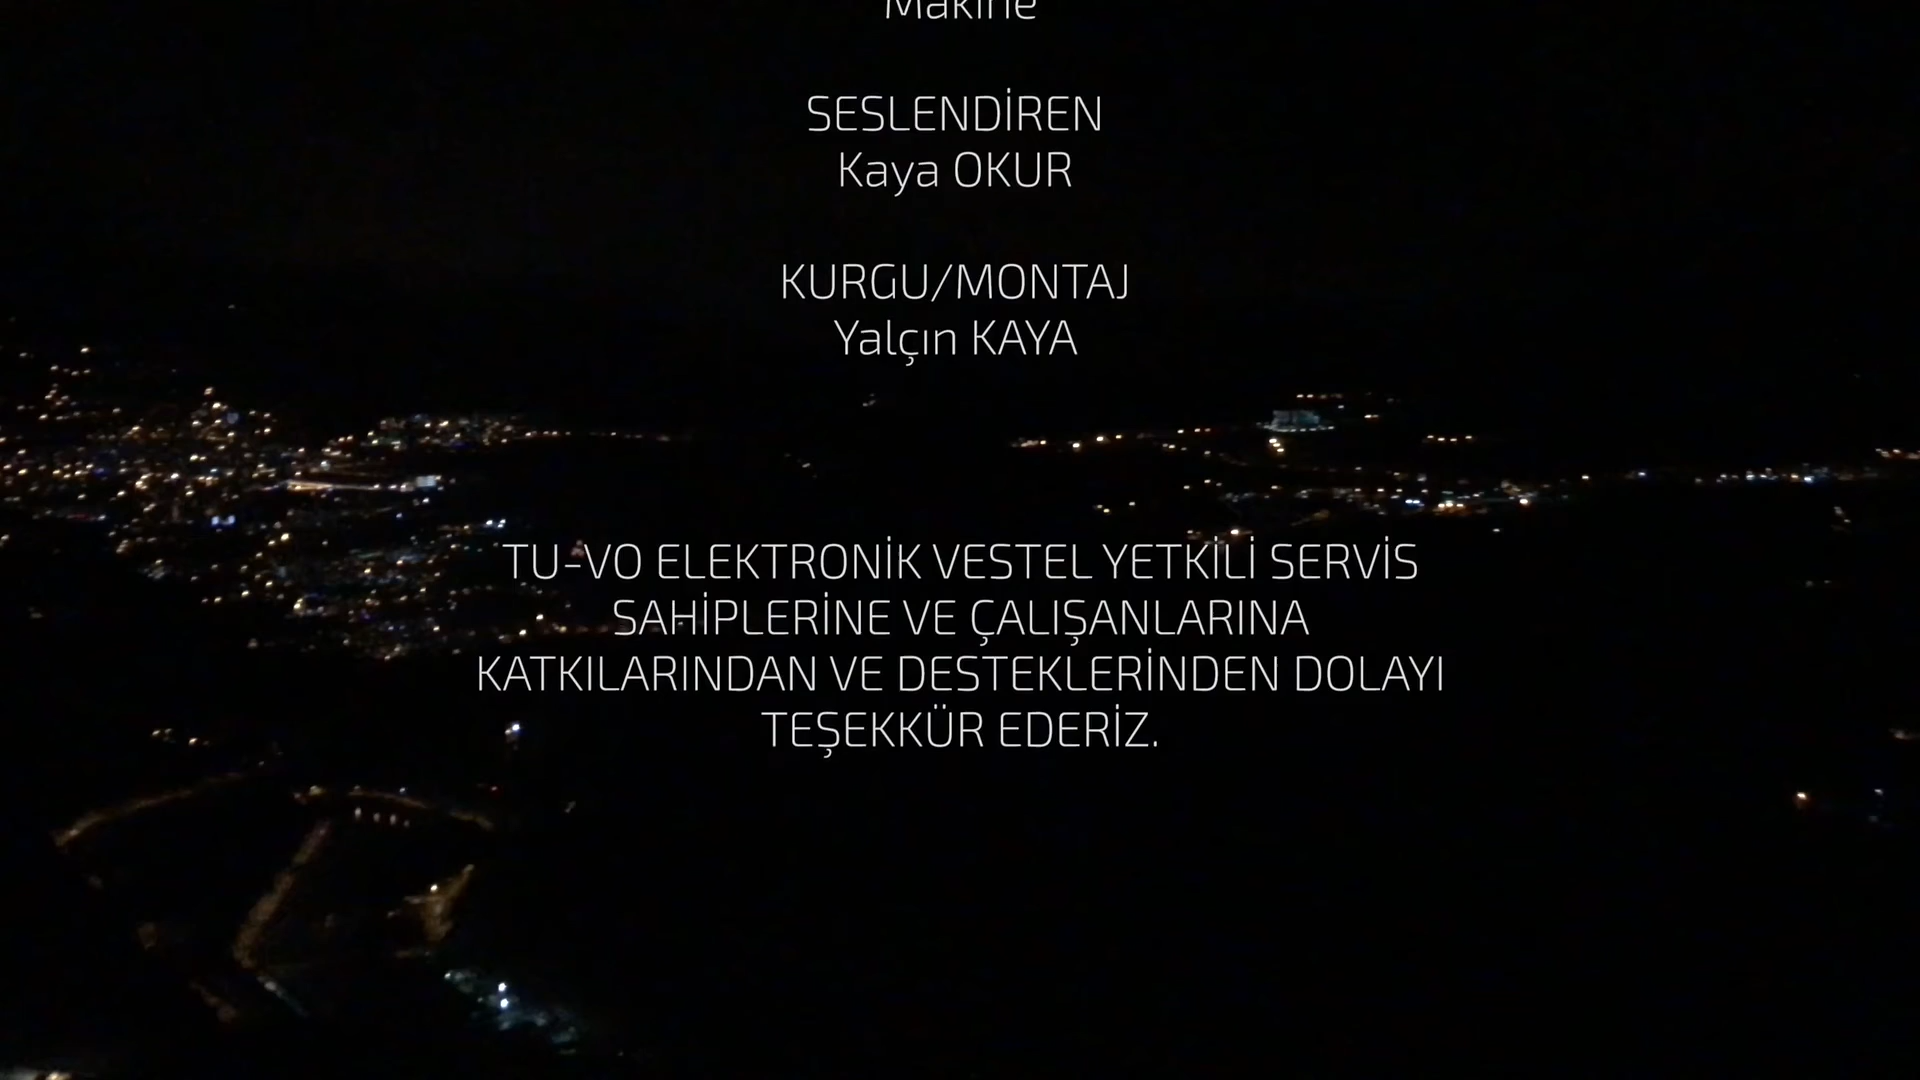 Makine
SESLENDİREN
Kaya OKUR
KURGU/MONTAJ
Yalçın KAYA
TU-VO ELEKTRONİK VESTEL YETKİLİ SERVİS
SAHİPLERİNE VE ÇALIŞANLARINA
KATKILARINDAN VE DESTEKLERİNDEN DOLAYI
TEŞEKKÜR EDERİZ.